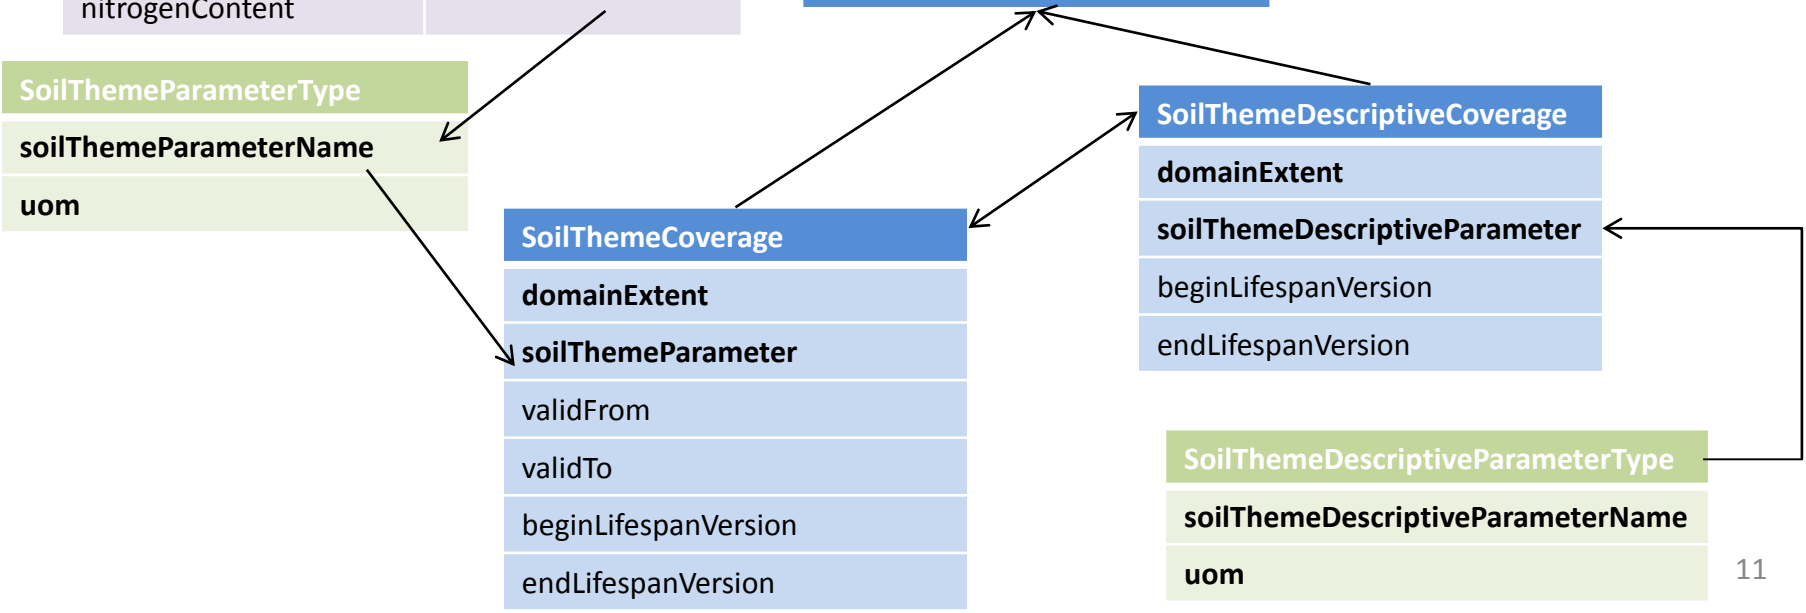 nitrogenContent
SoilThemeParameterType
soilThemeParameterName
uom
SoilThemeCoverage
domainExtent
soilThemeParameter
validFrom
validTo
beginLifespanVersion
endLifespanVersion
SoilThemeDescriptiveCoverage
domainExtent
soilThemeDescriptiveParameter
beginLifespanVersion
endLifespanVersion
SoilThemeDescriptiveParameterType
soilThemeDescriptiveParameterName
uom
11